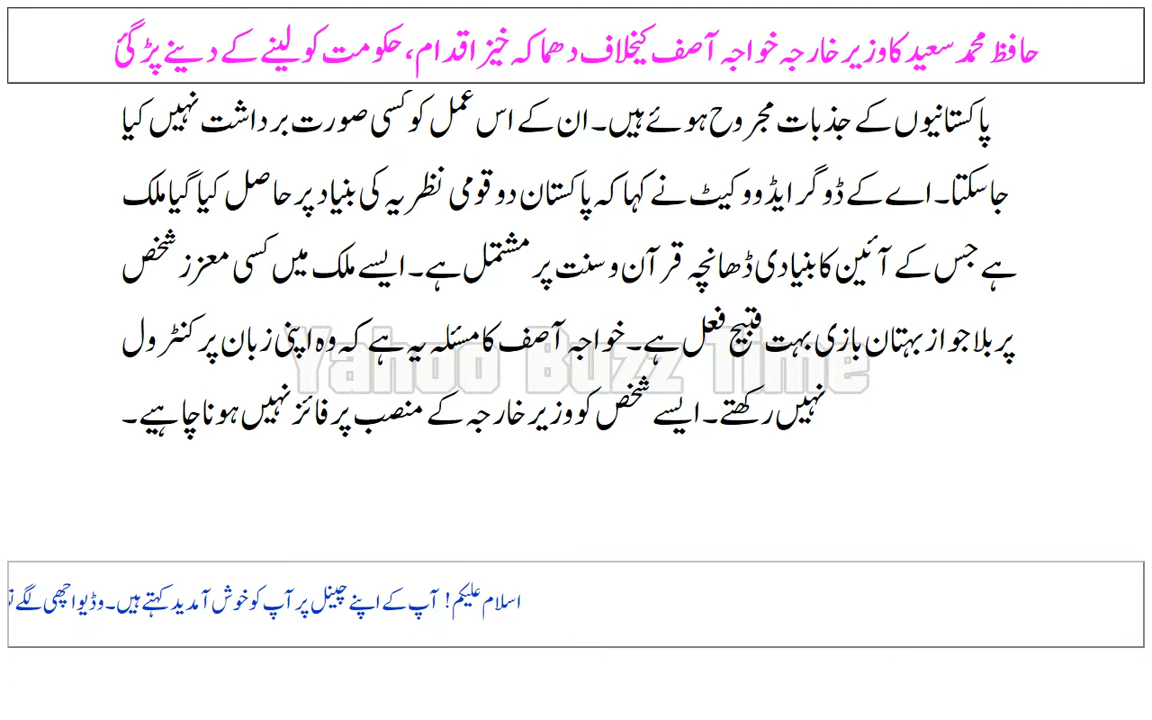 حافظ محمد سعید کا وزیر خارجہ خواجہ آصف کیخلاف دھماکہ خیز اقدام، حکومت کو لینے کے دینے پڑ گئ
پاکستانیوں کے جذبات مجروح ہوئے ہیں۔ ان کے اس عمل کو کسی صورت برداشت نہیں کیا
جاسکتا۔ اے کے ڈوگر ایڈووکیٹ نے کہا کہ پاکستان دو قومی نظریہ کی بنیاد پر حاصل کیا گیا ملک
ہے جس کے آئین کا بنیادی ڈھانچہ قرآن و سنت پر مشتمل ہے۔ ایسے ملک میں کسی معزز شخص
پر بلا جواز بہتان بازی بہت قبیح فعل ہے۔ خواجہ آصف کا مسئلہ یہ ہے کہ وہ اپنی زبان پر کنٹرول
Yahoo Buzz Time
نہیں رکھتے۔ ایسے شخص کو وزیر خارجہ کے منصب پر فائز نہیں ہونا چاہیے۔
اسلام علیکم! آپ کے اپنے چینل پر آپ کو خوش آمدید کہتے ہیں۔ وڈیو اچھی لگے